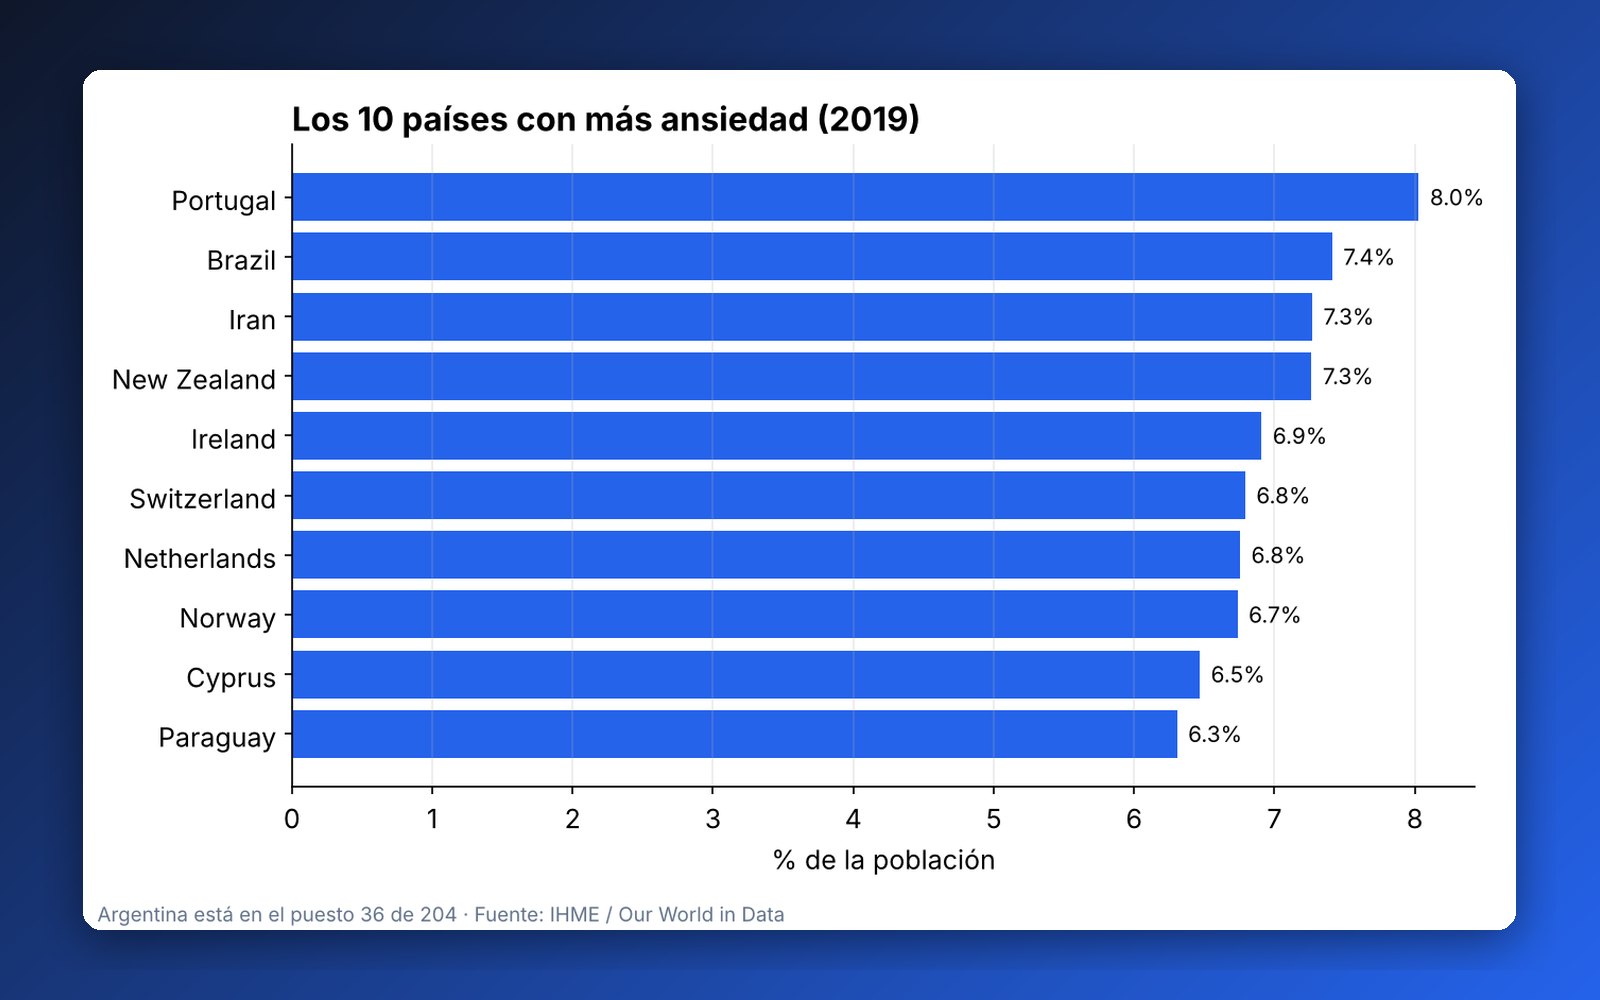 Los 10 países con más ansiedad (2019)
Portugal 8.0%
Brazil 7.4%
Iran 7.3%
New Zealand 7.3%
Ireland 6.9%
Switzerland 6.8%
Netherlands 6.8%
Norway 6.7%
Cyprus 6.5%
Paraguay 6.3%
0 1 2 3 4 5 6 7 8
% de la población
Argentina está en el puesto 36 de 204 · Fuente: IHME / Our World in Data